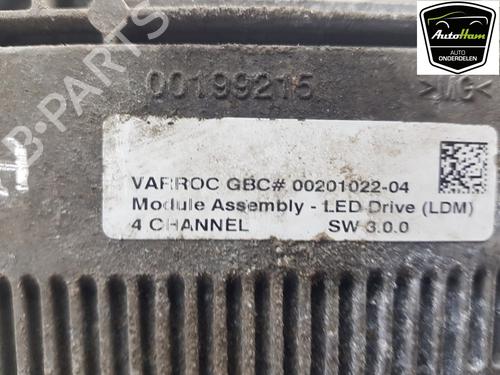 AutoHam
AUTO
ONDERDELEN
00199215
>MG<
B-PARTS
VARROC GBC# 00201022-04
Module Assembly - LED Drive (LDM)
4 CHANNEL SW 3.0.0